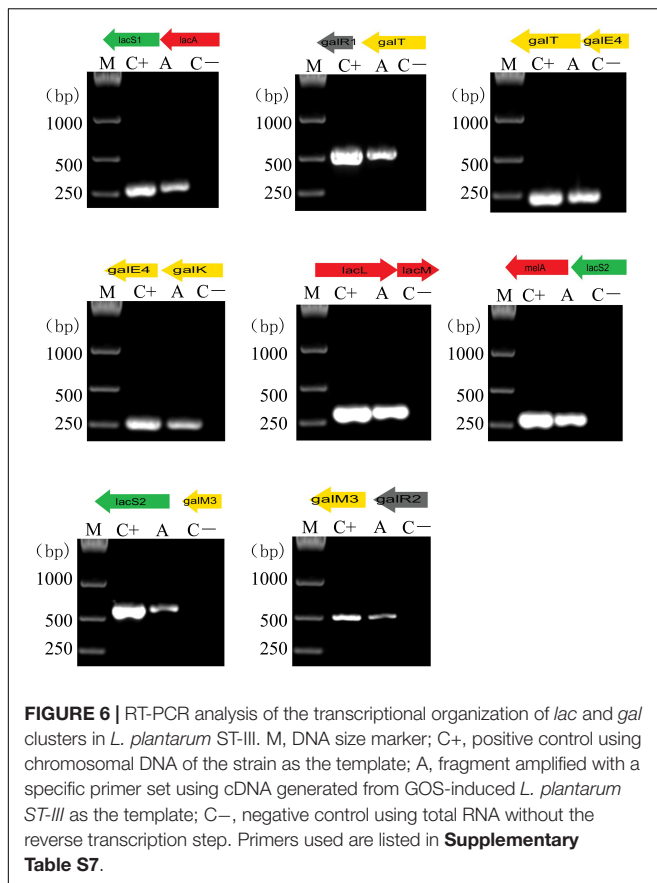 lacS1 lacA
M C+ A C−
(bp)
1000
500
250
galR1 galT
M C+ A C−
(bp)
1000
500
250
galT galE4
M C+ A C−
(bp)
1000
500
250
galE4 galK
M C+ A C−
(bp)
1000
500
250
lacL lacM
M C+ A C−
(bp)
1000
500
250
melA lacS2
M C+ A C−
(bp)
1000
500
250
lacS2 galM3
M C+ A C−
(bp)
1000
500
250
galM3 galR2
M C+ A C−
(bp)
1000
500
250
FIGURE 6 | RT-PCR analysis of the transcriptional organization of lac and gal
clusters in L. plantarum ST-III. M, DNA size marker; C+, positive control using
chromosomal DNA of the strain as the template; A, fragment amplified with a
specific primer set using cDNA generated from GOS-induced L. plantarum
ST-III as the template; C−, negative control using total RNA without the
reverse transcription step. Primers used are listed in Supplementary
Table S7.